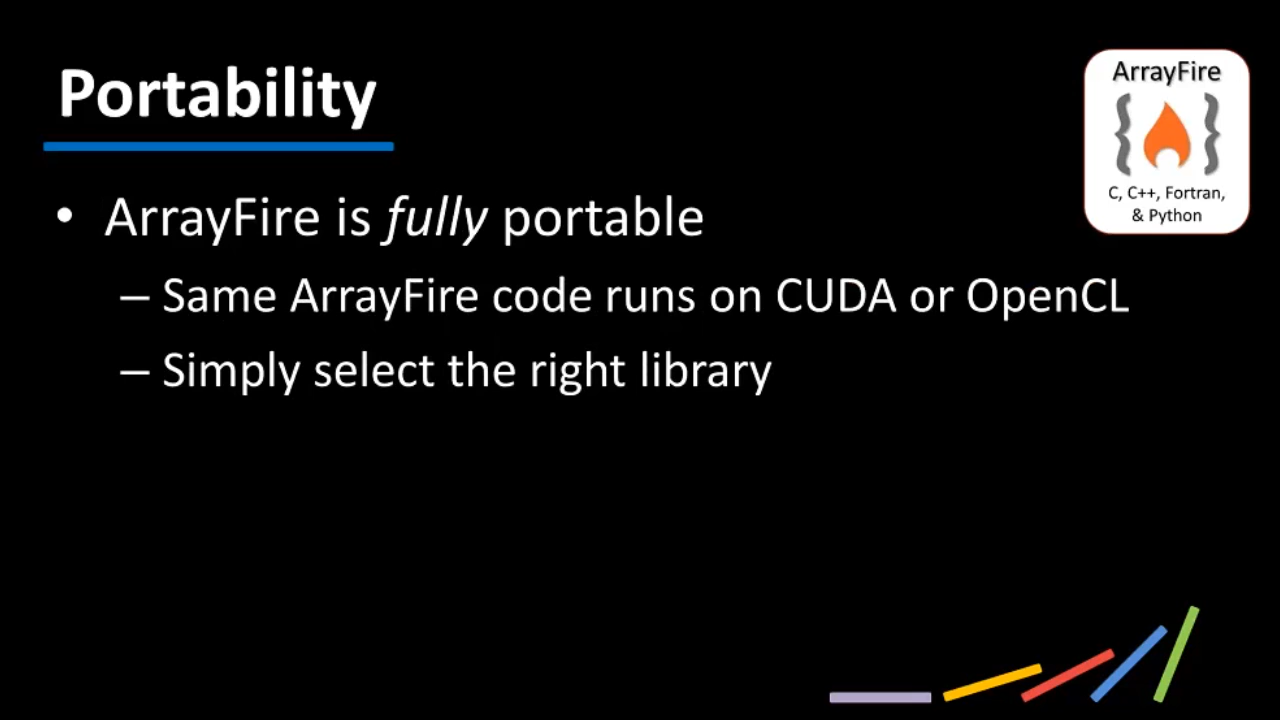 Portability
ArrayFire
{ }
C, C++, Fortran,
& Python
• ArrayFire is fully portable
– Same ArrayFire code runs on CUDA or OpenCL
– Simply select the right library